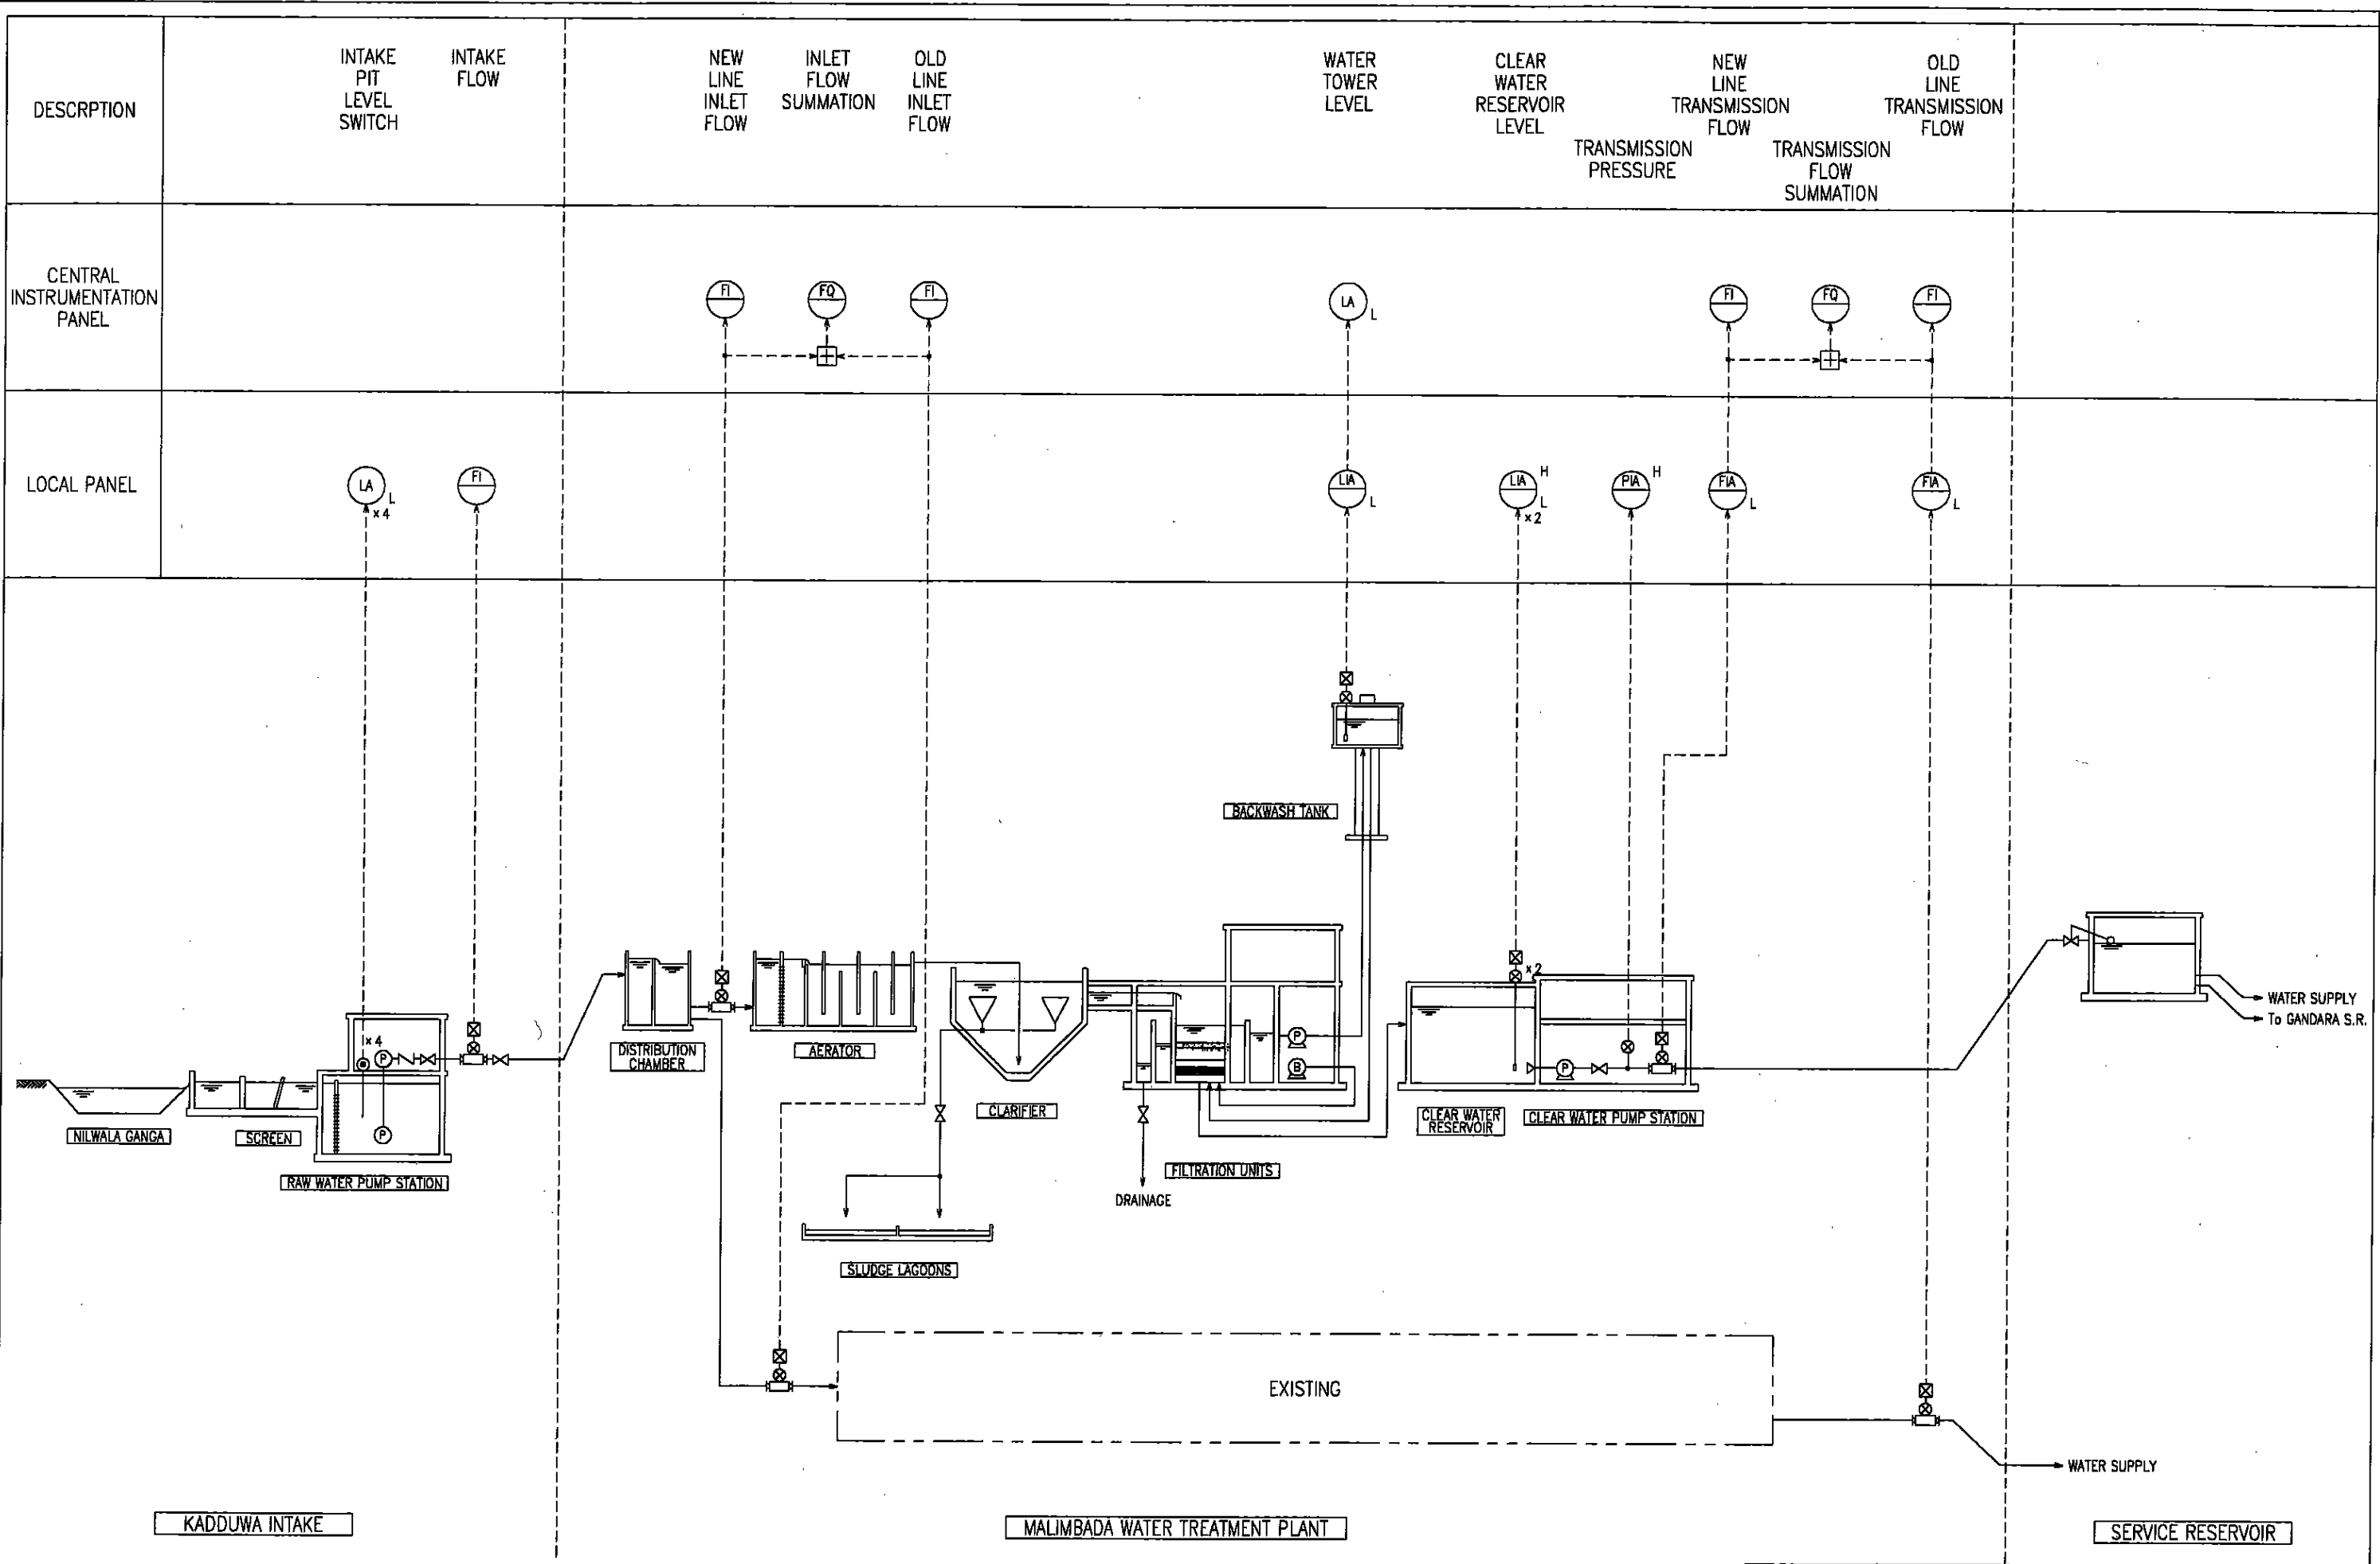 DESCRPTION
INTAKE
PIT
LEVEL
SWITCH
INTAKE
FLOW
NEW
LINE
INLET
FLOW
INLET
FLOW
SUMMATION
OLD
LINE
INLET
FLOW
WATER
TOWER
LEVEL
CLEAR
WATER
RESERVOIR
LEVEL
TRANSMISSION
PRESSURE
NEW
LINE
TRANSMISSION
FLOW
TRANSMISSION
FLOW
SUMMATION
OLD
LINE
TRANSMISSION
FLOW
CENTRAL
INSTRUMENTATION
PANEL
FI
FQ
FI
LA
L
FI
FQ
FI
LOCAL PANEL
LA
L
x 4
FI
LIA
L
LIA
H
L
x 2
PIA
H
FIA
L
FIA
L
BACKWASH TANK
x 4
P
P
NILWALA GANGA
SCREEN
RAW WATER PUMP STATION
DISTRIBUTION
CHAMBER
AERATOR
CLARIFIER
P
B
FILTRATION UNITS
DRAINAGE
SLUDGE LAGOONS
x 2
P
CLEAR WATER
RESERVOIR
CLEAR WATER PUMP STATION
WATER SUPPLY
To GANDARA S.R.
EXISTING
WATER SUPPLY
KADDUWA INTAKE
MALIMBADA WATER TREATMENT PLANT
SERVICE RESERVOIR